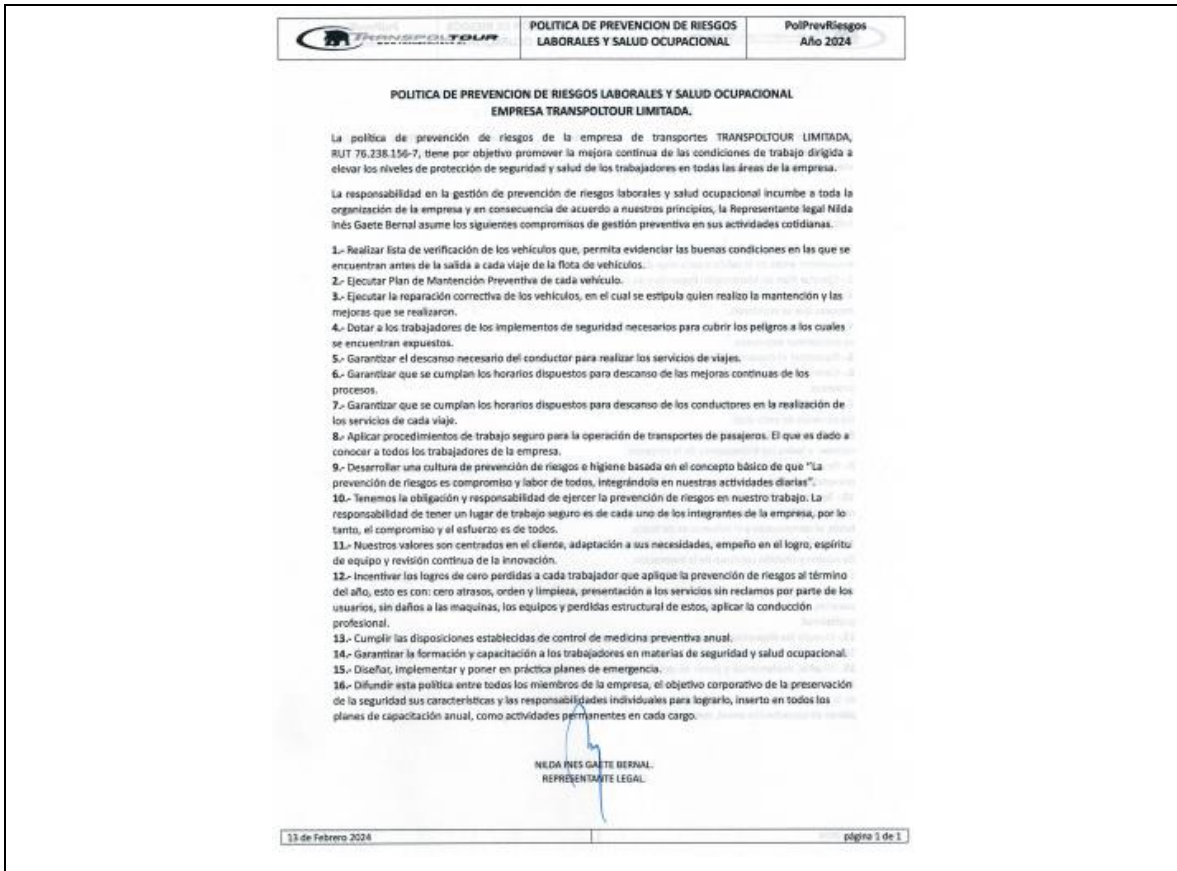 TRANSPOLTOUR
POLITICA DE PREVENCION DE RIESGOS
LABORALES Y SALUD OCUPACIONAL
PolPrevRiesgos
Año 2024
POLITICA DE PREVENCION DE RIESGOS LABORALES Y SALUD OCUPACIONAL
EMPRESA TRANSPOLTOUR LIMITADA.
La política de prevención de riesgos de la empresa de transportes TRANSPOLTOUR LIMITADA,
RUT 76.238.156-7, tiene por objetivo promover la mejora continua de las condiciones de trabajo dirigida a
elevar los niveles de protección de seguridad y salud de los trabajadores en todas las áreas de la empresa.
La responsabilidad en la gestión de prevención de riesgos laborales y salud ocupacional incumbe a toda la
organización de la empresa y en consecuencia de acuerdo a nuestros principios, la Representante legal Nilda
Inés Gaete Bernal asume los siguientes compromisos de gestión preventiva en sus actividades cotidianas.
1.- Realizar lista de verificación de los vehículos que, permita evidenciar las buenas condiciones en las que se
encuentran antes de la salida a cada viaje de la flota de vehículos.
2.- Ejecutar Plan de Mantención Preventiva de cada vehículo.
3.- Ejecutar la reparación correctiva de los vehículos, en el cual se estipula quien realizo la mantención y las
mejoras que se realizaron.
4.- Dotar a los trabajadores de los implementos de seguridad necesarios para cubrir los peligros a los cuales
se encuentran expuestos.
5.- Garantizar el descanso necesario del conductor para realizar los servicios de viajes.
6.- Garantizar que se cumplan los horarios dispuestos para descanso de las mejoras continuas de los
procesos.
7.- Garantizar que se cumplan los horarios dispuestos para descanso de los conductores en la realización de
los servicios de cada viaje.
8.- Aplicar procedimientos de trabajo seguro para la operación de transportes de pasajeros. El que es dado a
conocer a todos los trabajadores de la empresa.
9.- Desarrollar una cultura de prevención de riesgos e higiene basada en el concepto básico de que "La
prevención de riesgos es compromiso y labor de todos, integrándola en nuestras actividades diarias".
10.- Tenemos la obligación y responsabilidad de ejercer la prevención de riesgos en nuestro trabajo. La
responsabilidad de tener un lugar de trabajo seguro es de cada uno de los integrantes de la empresa, por lo
tanto, el compromiso y el esfuerzo es de todos.
11.- Nuestros valores son centrados en el cliente, adaptación a sus necesidades, empeño en el logro, espíritu
de equipo y revisión continua de la innovación.
12.- Incentivar los logros de cero perdidas a cada trabajador que aplique la prevención de riesgos al término
del año, esto es con: cero atrasos, orden y limpieza, presentación a los servicios sin reclamos por parte de los
usuarios, sin daños a las maquinas, los equipos y perdidas estructural de estos, aplicar la conducción
profesional.
13.- Cumplir las disposiciones establecidas de control de medicina preventiva anual.
14.- Garantizar la formación y capacitación a los trabajadores en materias de seguridad y salud ocupacional.
15.- Diseñar, implementar y poner en práctica planes de emergencia.
16.- Difundir esta política entre todos los miembros de la empresa, el objetivo corporativo de la preservación
de la seguridad sus características y las responsabilidades individuales para lograrlo, inserto en todos los
planes de capacitación anual, como actividades permanentes en cada cargo.
NILDA INES GAETE BERNAL.
REPRESENTANTE LEGAL.
13 de Febrero 2024
página 1 de 1